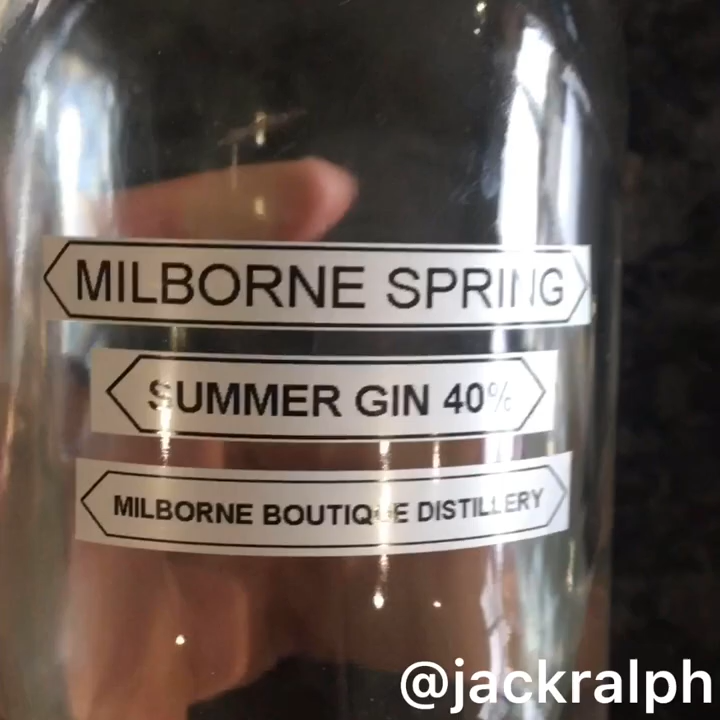 MILBORNE SPRING
SUMMER GIN 40%
MILBORNE BOUTIQUE DISTILLERY
@jackralph